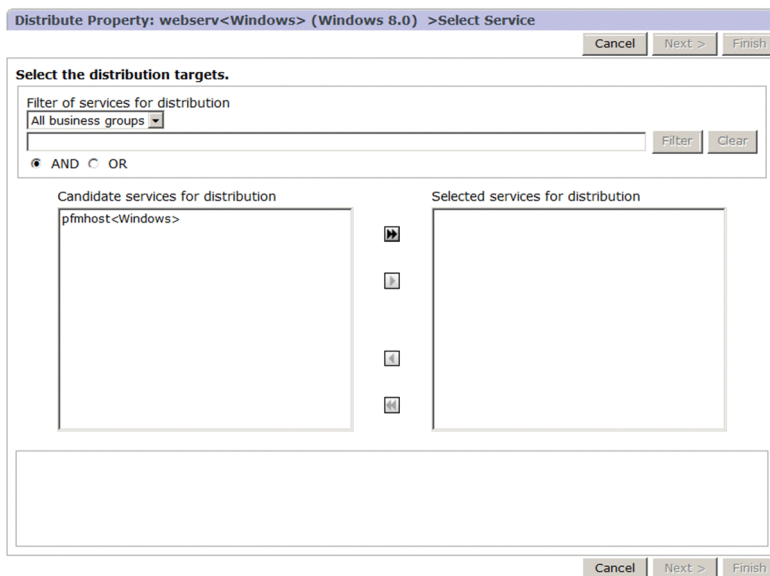 Distribute Property: webserv<Windows> (Windows 8.0) >Select Service
Cancel Next > Finish
Select the distribution targets.
Filter of services for distribution
All business groups
Filter Clear
AND OR
Candidate services for distribution Selected services for distribution
pfmhost<Windows>
Cancel Next > Finish